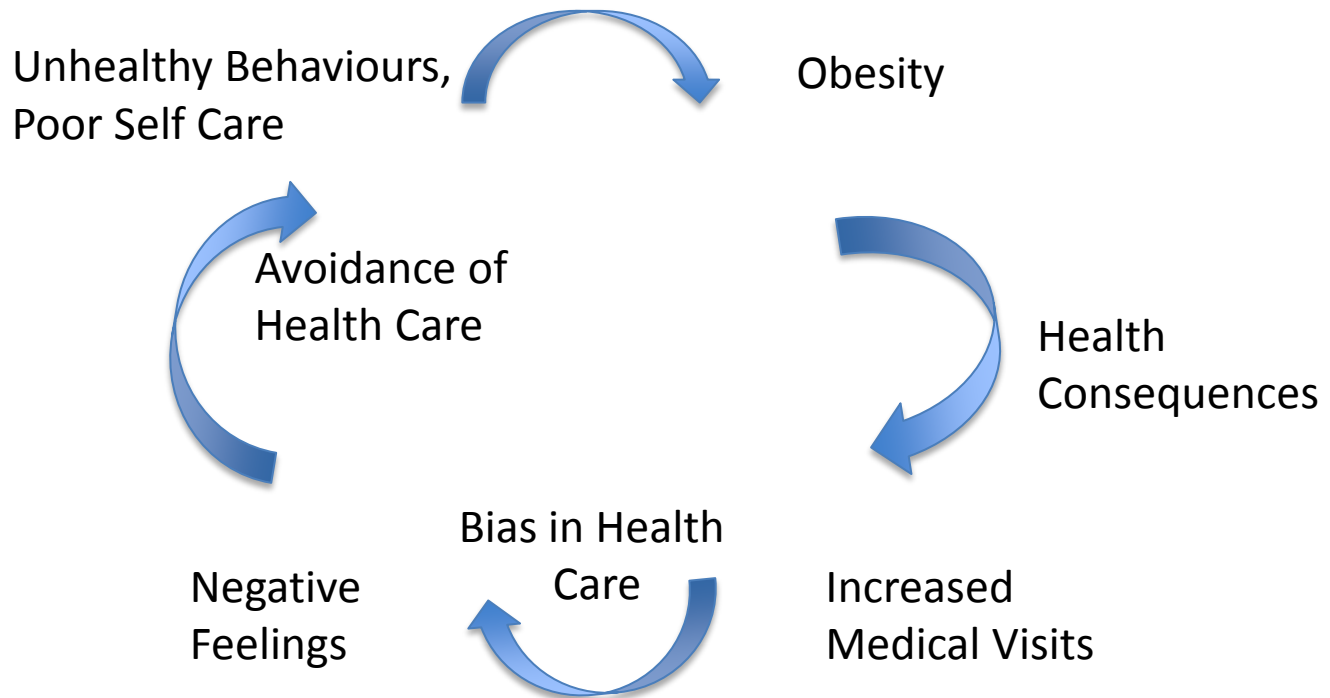 Unhealthy Behaviours,
Poor Self Care
Obesity
Avoidance of
Health Care
Health
Consequences
Bias in Health
Care
Negative
Feelings
Increased
Medical Visits